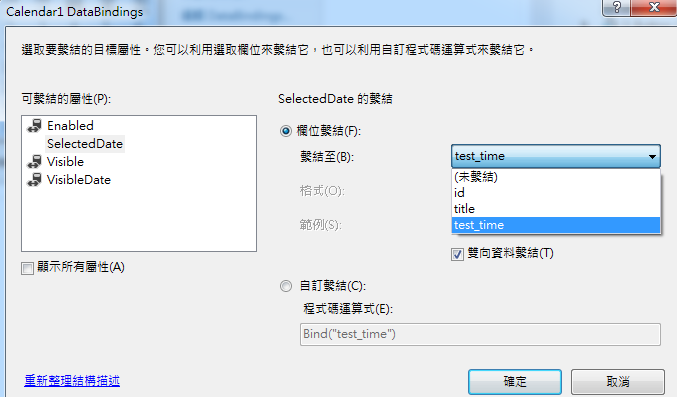 Calendar1 DataBindings
選取要繫結的目標屬性。您可以利用選取欄位來繫結它，也可以利用自訂程式碼運算式來繫結它。
可繫結的屬性(P):
Enabled
SelectedDate
Visible
VisibleDate
顯示所有屬性(A)
SelectedDate 的繫結
欄位繫結(F):
繫結至(B):
test_time
(未繫結)
id
title
test_time
格式(O):
範例(S):
雙向資料繫結(T)
自訂繫結(C):
程式碼運算式(E):
Bind("test_time")
重新整理結構描述
確定
取消